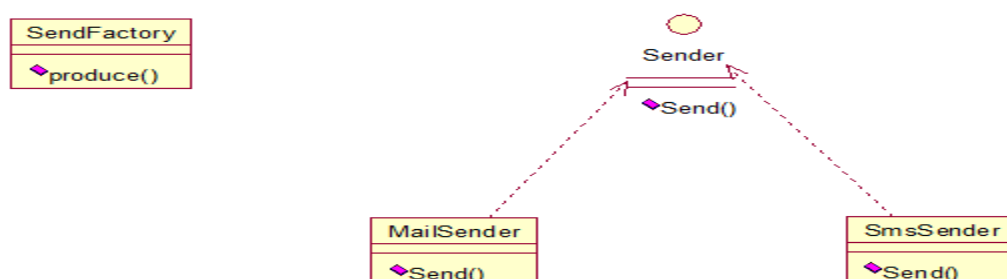 SendFactory
produce()
Sender
Send()
MailSender
Send()
SmsSender
Send()